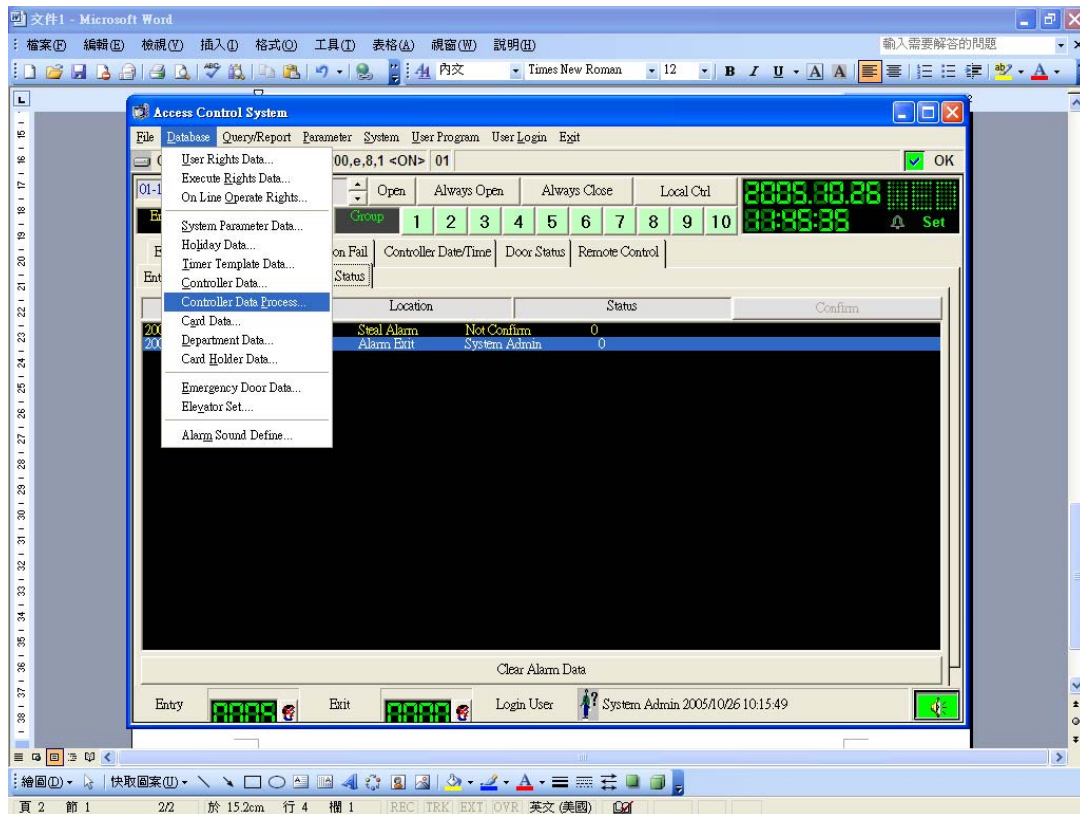 文件1 - Microsoft Word
檔案(F) 編輯(E) 檢視(V) 插入(I) 格式(O) 工具(T) 表格(A) 視窗(W) 說明(H) 輸入需要解答的問題
內文 Times New Roman 12 B I U A A
Access Control System
File Database Query/Report Parameter System User Program User Login Exit
00,e,8,1 <ON> 01 OK
01-1 Open Always Open Always Close Local Ctrl 2005.10.26
Group 1 2 3 4 5 6 7 8 9 10 Set
on Fail Controller Date/Time Door Status Remote Control
Ent Status
Location Status Confirm
200 Steal Alarm Not Confirm 0
200 Alarm Exit System Admin 0
User Rights Data...
Execute Rights Data...
On Line Operate Rights...
System Parameter Data...
Holiday Data...
Timer Template Data...
Controller Data...
Controller Data Process...
Card Data...
Department Data...
Card Holder Data...
Emergency Door Data...
Elevator Set....
Alarm Sound Define...
Clear Alarm Data
Entry Exit Login User System Admin 2005/10/26 10:15:49
繪圖(D) 快取圖案(U)
頁 2 節 1 2/2 於 15.2cm 行 4 欄 1 REC TRK EXT OVR 英文 (美國)